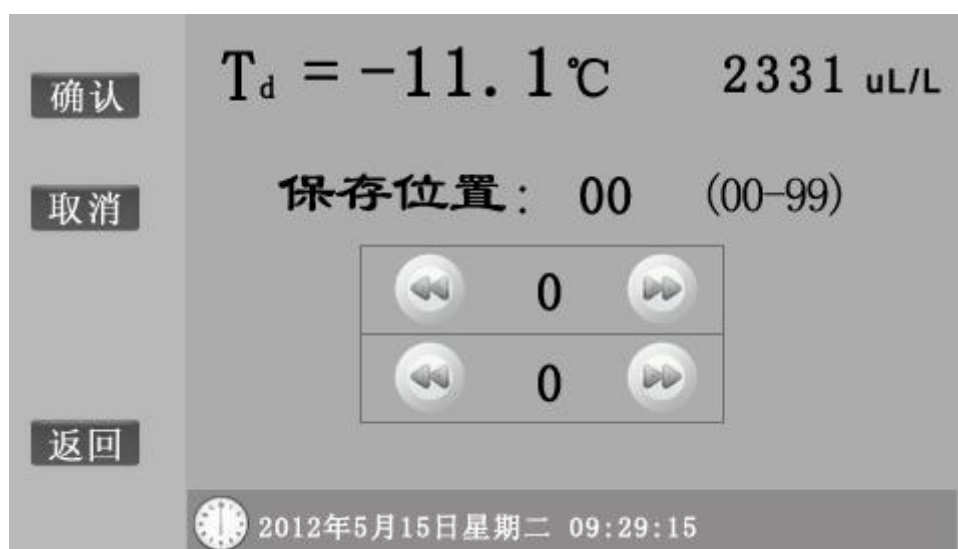 确认
T_d = -11.1℃ 2331 uL/L
取消
保存位置: 00 (00-99)
0
0
返回
2012年5月15日星期二 09:29:15